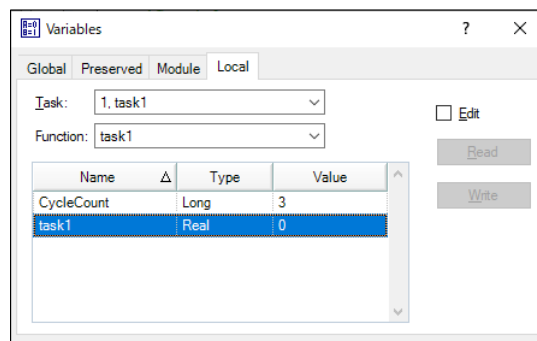 Variables ? ×
Global Preserved Module Local
Task: 1, task1
Edit
Function: task1
Read
Name Type Value
Write
CycleCount Long 3
task1 Real 0